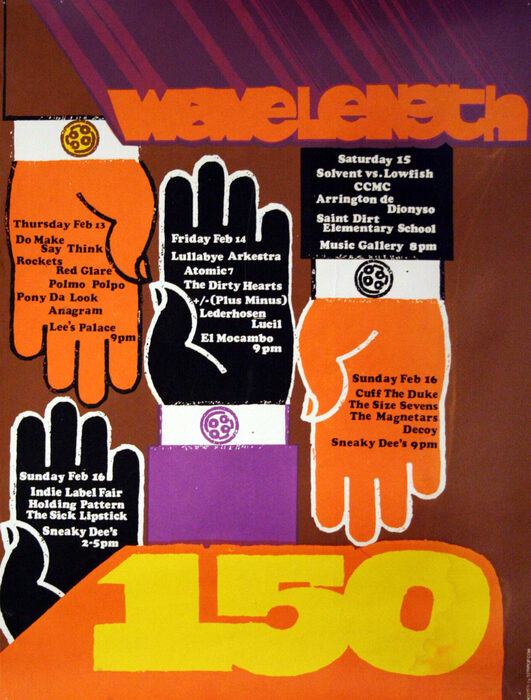 WaveLength
Thursday Feb 13
Do Make
Say Think
Rockets
Red Glare
Polmo Polpo
Pony Da Look
Anagram
Lee's Palace
9pm
Friday Feb 14
Lullabye Arkestra
Atomic7
The Dirty Hearts
+/-(Plus Minus)
Lederhosen
Lucil
El Mocambo
9pm
Saturday 15
Solvent vs. Lowfish
CCMC
Arrington de
Dionyso
Saint Dirt
Elementary School
Music Gallery 8pm
Sunday Feb 16
Cuff The Duke
The Size Sevens
The Magnetars
Decoy
Sneaky Dee's 9pm
Sunday Feb 16
Indie Label Fair
Holding Pattern
The Sick Lipstick
Sneaky Dee's
2-5pm
150